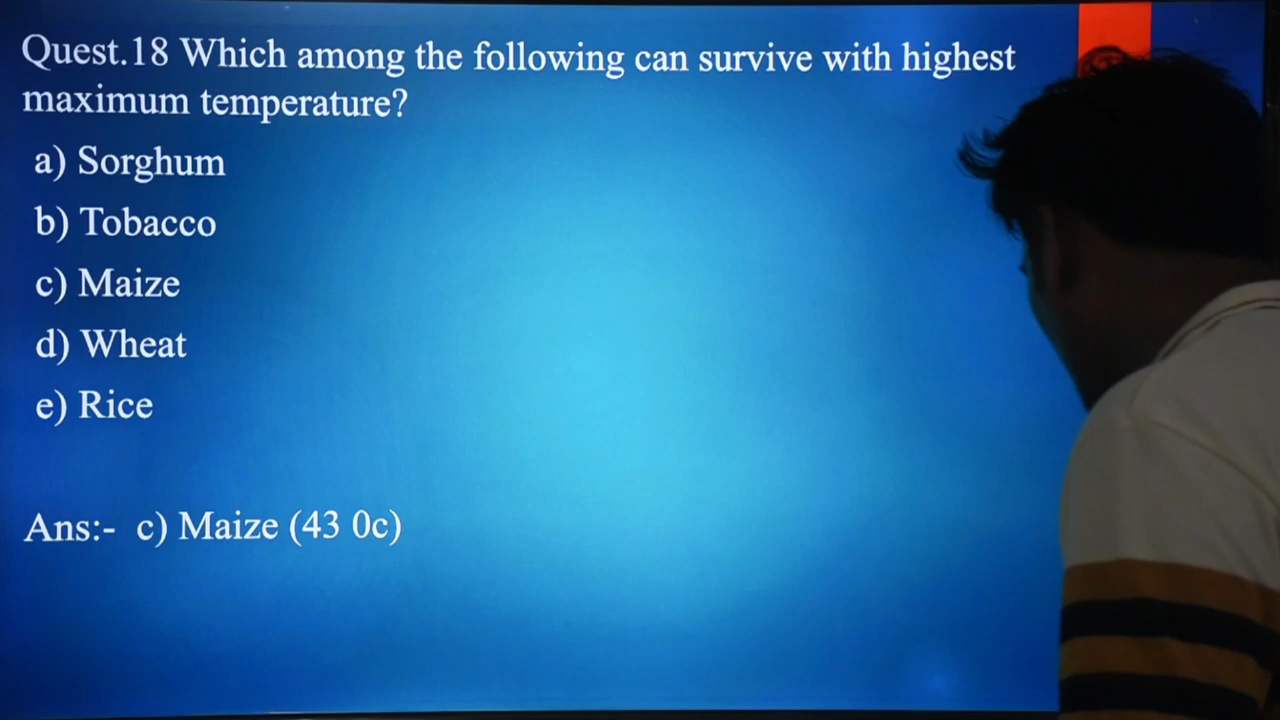 Quest.18 Which among the following can survive with highest
maximum temperature?
a) Sorghum
b) Tobacco
c) Maize
d) Wheat
e) Rice
Ans:- c) Maize (43 0c)